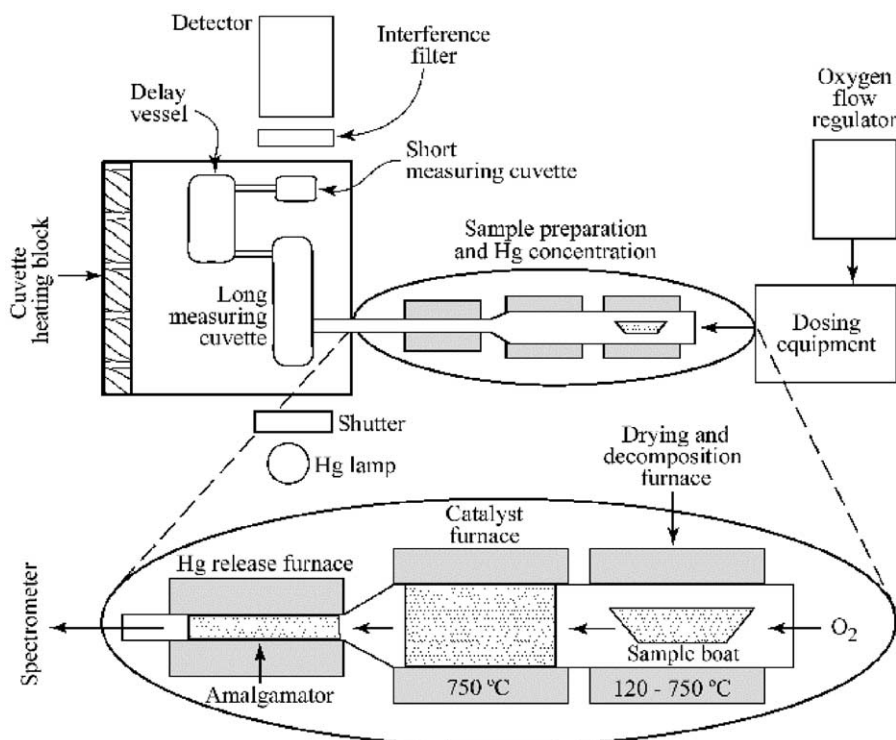 Detector
Interference
filter
Oxygen
flow
regulator
Delay
vessel
Short
measuring cuvette
Sample preparation
and Hg concentration
Cuvette
heating block
Long
measuring
cuvette
Dosing
equipment
Shutter
Hg lamp
Drying and
decomposition
furnace
Catalyst
furnace
Hg release furnace
Spectrometer
O₂
Sample boat
Amalgamator
750 ºC
120 - 750 ºC